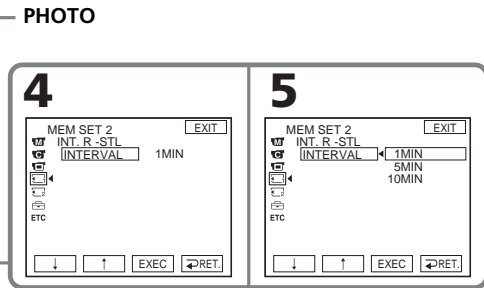 PHOTO
4
MEM SET 2 EXIT
INT. R -STL
INTERVAL 1MIN
ETC
↓ ↑ EXEC RET.
5
MEM SET 2 EXIT
INT. R -STL
INTERVAL 1MIN
5MIN
10MIN
ETC
↓ ↑ EXEC RET.